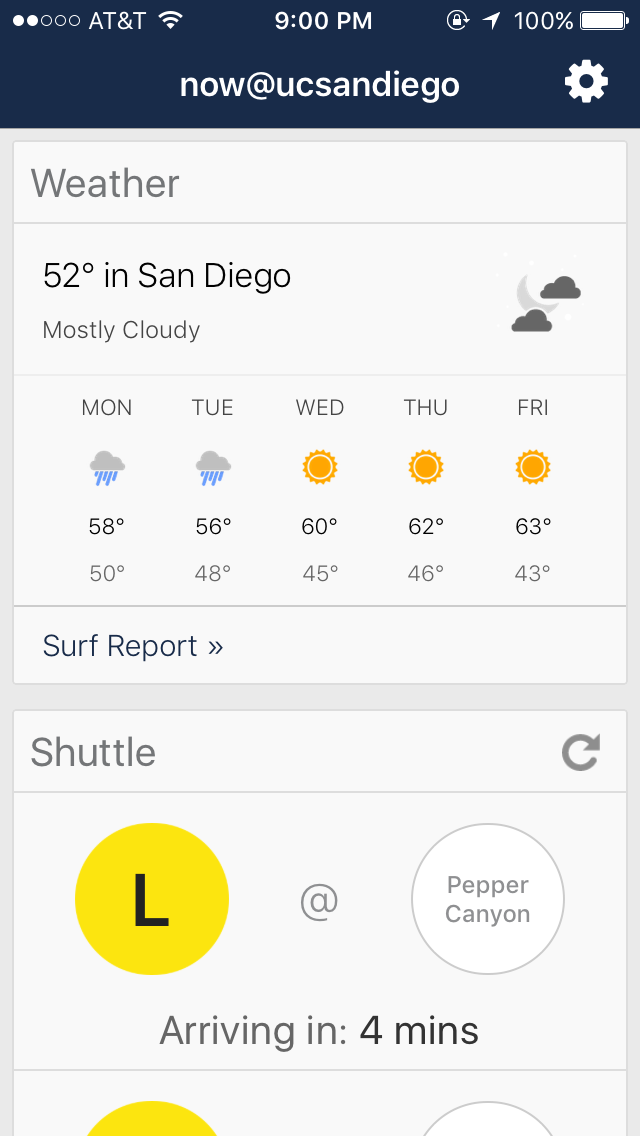 AT&T 9:00 PM 100%
now@ucsandiego
Weather
52° in San Diego
Mostly Cloudy
MON TUE WED THU FRI
58° 56° 60° 62° 63°
50° 48° 45° 46° 43°
Surf Report »
Shuttle
L @ Pepper
Canyon
Arriving in: 4 mins